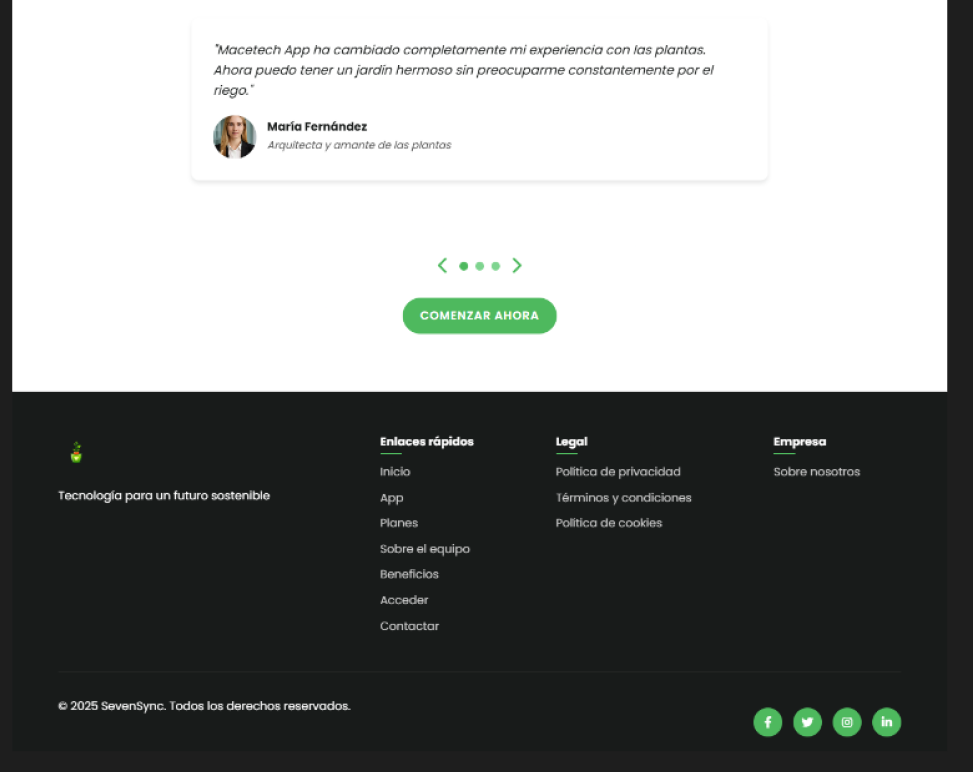 "Macetech App ha cambiado completamente mi experiencia con las plantas.
Ahora puedo tener un jardín hermoso sin preocuparme constantemente por el
riego."
María Fernández
Arquitecta y amante de las plantas
COMENZAR AHORA
Tecnología para un futuro sostenible
Enlaces rápidos
Inicio
App
Planes
Sobre el equipo
Beneficios
Acceder
Contactar
Legal
Política de privacidad
Términos y condiciones
Política de cookies
Empresa
Sobre nosotros
© 2025 SevenSync. Todos los derechos reservados.